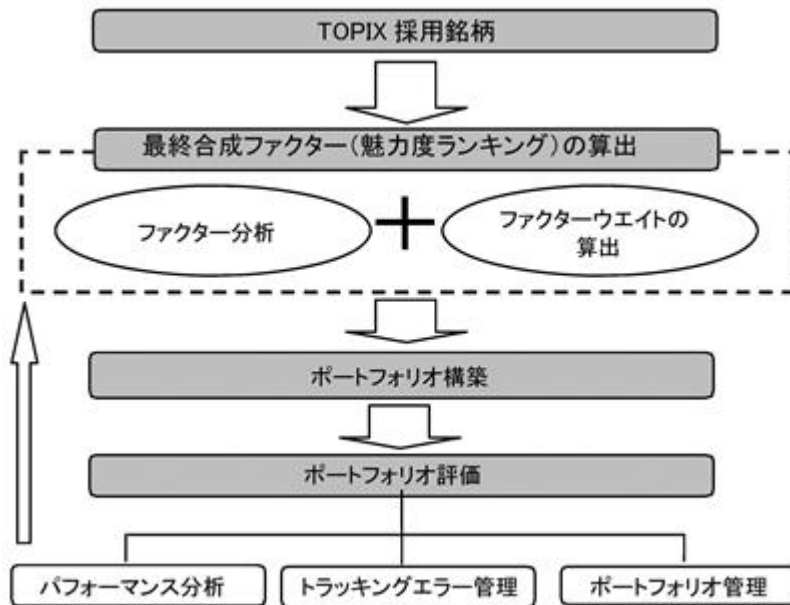 TOPIX 採用銘柄
最終合成ファクター(魅力度ランキング)の算出
ファクター分析
ファクターウエイトの
算出
ポートフォリオ構築
ポートフォリオ評価
パフォーマンス分析
トラッキングエラー管理
ポートフォリオ管理